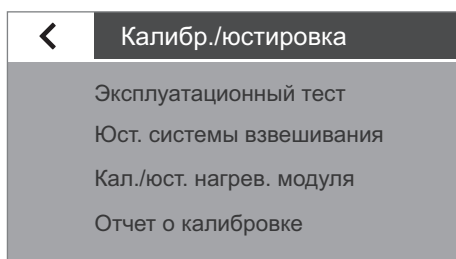 Калибр./юстировка
Эксплуатационный тест
Юст. системы взвешивания
Кал./юст. нагрев. модуля
Отчет о калибровке